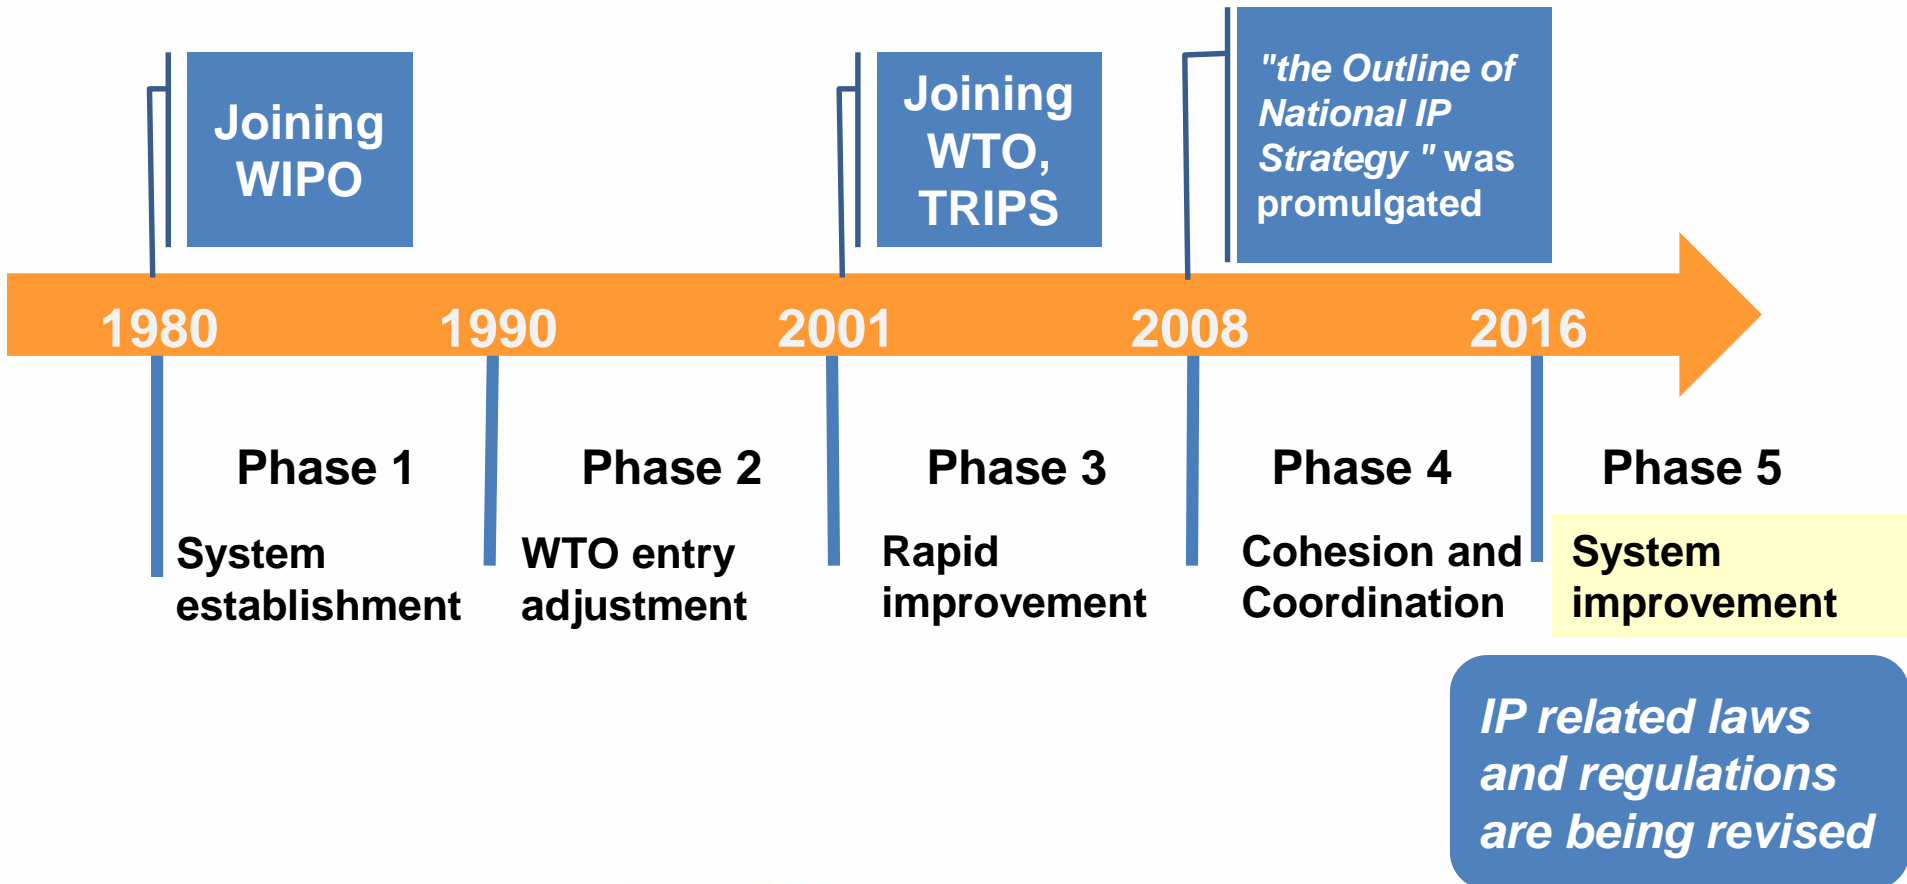 Joining
WIPO
Joining
WTO,
TRIPS
"the Outline of
National IP
Strategy " was
promulgated
1980 1990 2001 2008 2016
Phase 1 Phase 2 Phase 3 Phase 4 Phase 5
System
establishment
WTO entry
adjustment
Rapid
improvement
Cohesion and
Coordination
System
improvement
IP related laws
and regulations
are being revised